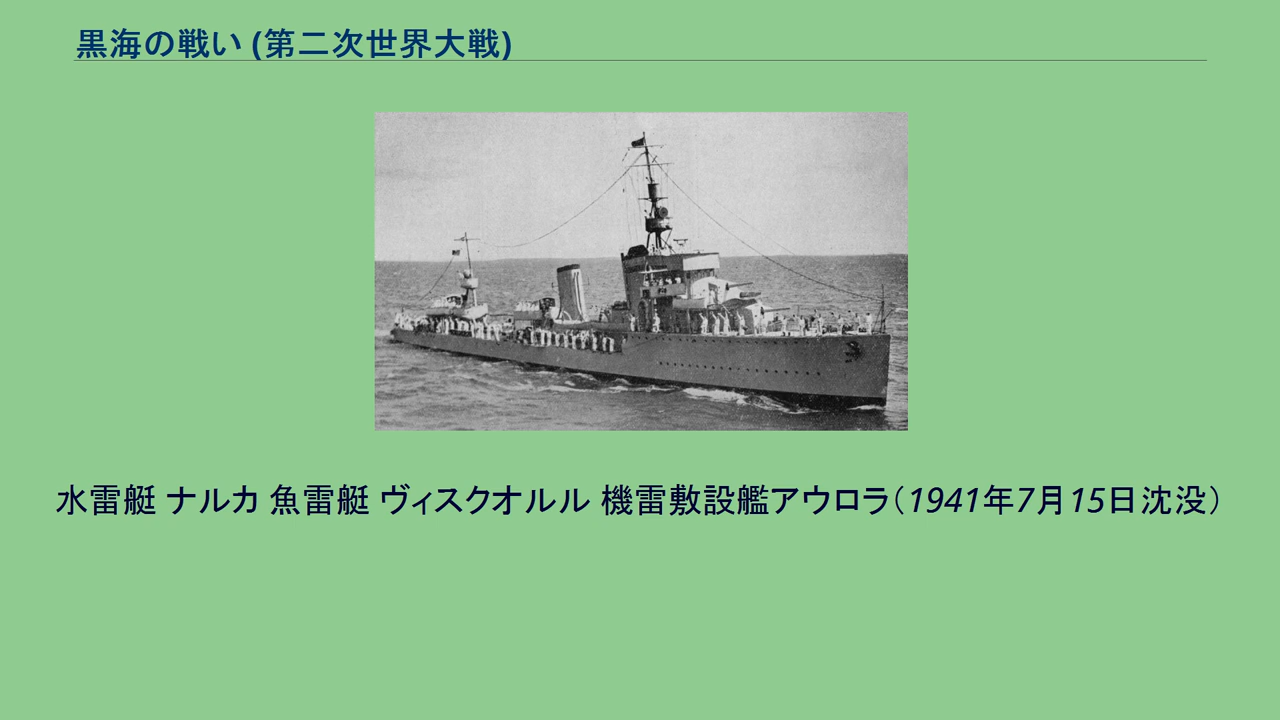 黒海の戦い (第二次世界大戦)
水雷艇 ナルカ 魚雷艇 ヴィスクオルル 機雷敷設艦アウロラ（1941年7月15日沈没）